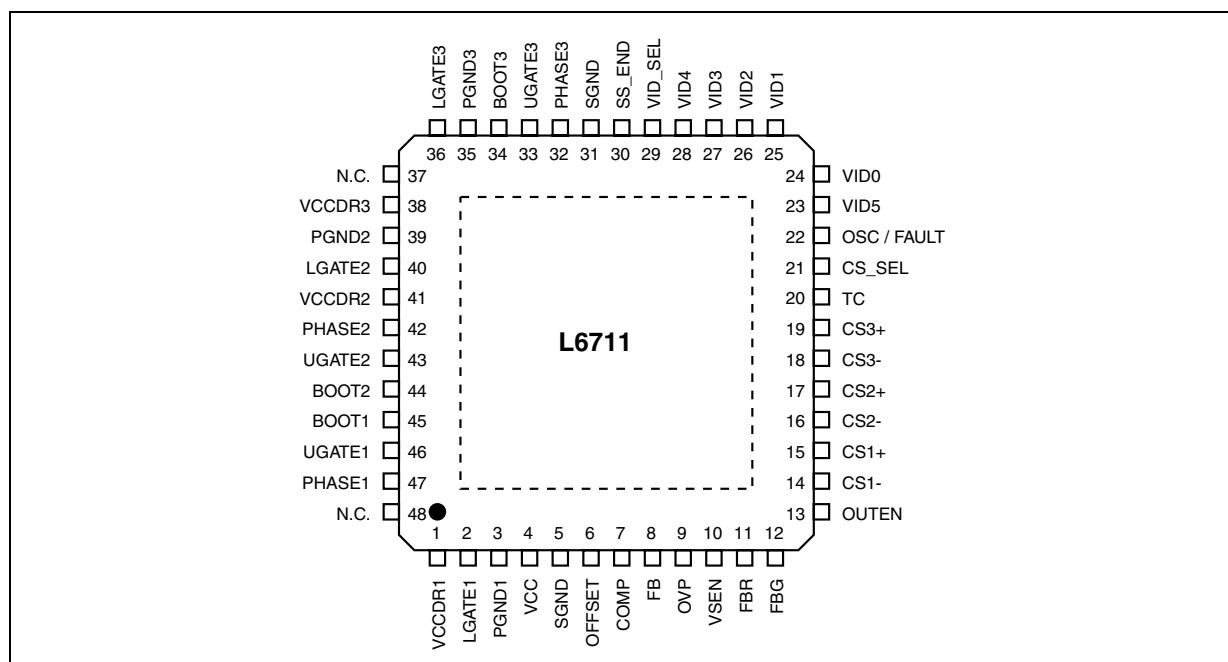 LGATE3
PGND3
BOOT3
UGATE3
PHASE3
SGND
SS_END
VID_SEL
VID4
VID3
VID2
VID1
36 35 34 33 32 31 30 29 28 27 26 25
N.C. 37
VCCDR3 38
PGND2 39
LGATE2 40
VCCDR2 41
PHASE2 42
UGATE2 43
BOOT2 44
BOOT1 45
UGATE1 46
PHASE1 47
N.C. 48
L6711
24 VID0
23 VID5
22 OSC / FAULT
21 CS_SEL
20 TC
19 CS3+
18 CS3-
17 CS2+
16 CS2-
15 CS1+
14 CS1-
13 OUTEN
1 2 3 4 5 6 7 8 9 10 11 12
VCCDR1
LGATE1
PGND1
VCC
SGND
OFFSET
COMP
FB
OVP
VSEN
FBR
FBG